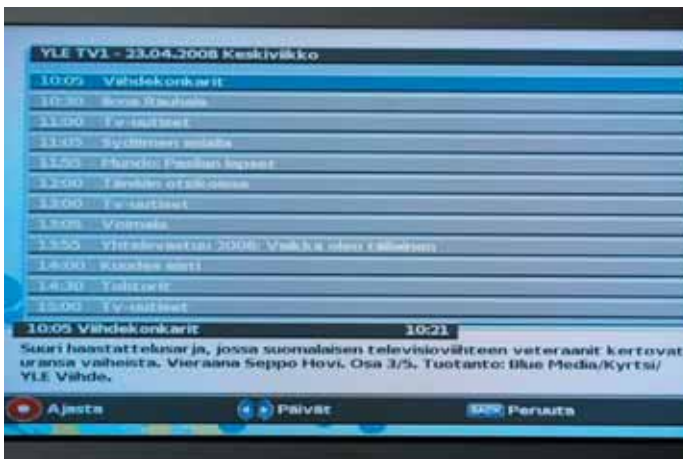 YLE TV1 - 23.04.2008 Keskiviikko
10:05 Viihdekonkarit
10:30
11:00 Tv-uutiset
11:05 Sydämen asialla
11:55 Mundo: Pasilan lapset
12:00 Tänään otsikoissa
13:00 Tv-uutiset
13:05 Voimala
13:55 Yhteisvastuu 2008: Vaikka olen tällainen
14:00 Kuudes aisti
14:30 Tohtorit
15:00 Tv-uutiset
10:05 Viihdekonkarit 10:21
Suuri haastattelusarja, jossa suomalaisen televisioviihteen veteraanit kertovat
uransa vaiheista. Vieraana Seppo Hovi. Osa 3/5. Tuotanto: Blue Media/Kyrtsi/
YLE Viihde.
Ajasta Päivät BACK Peruuta